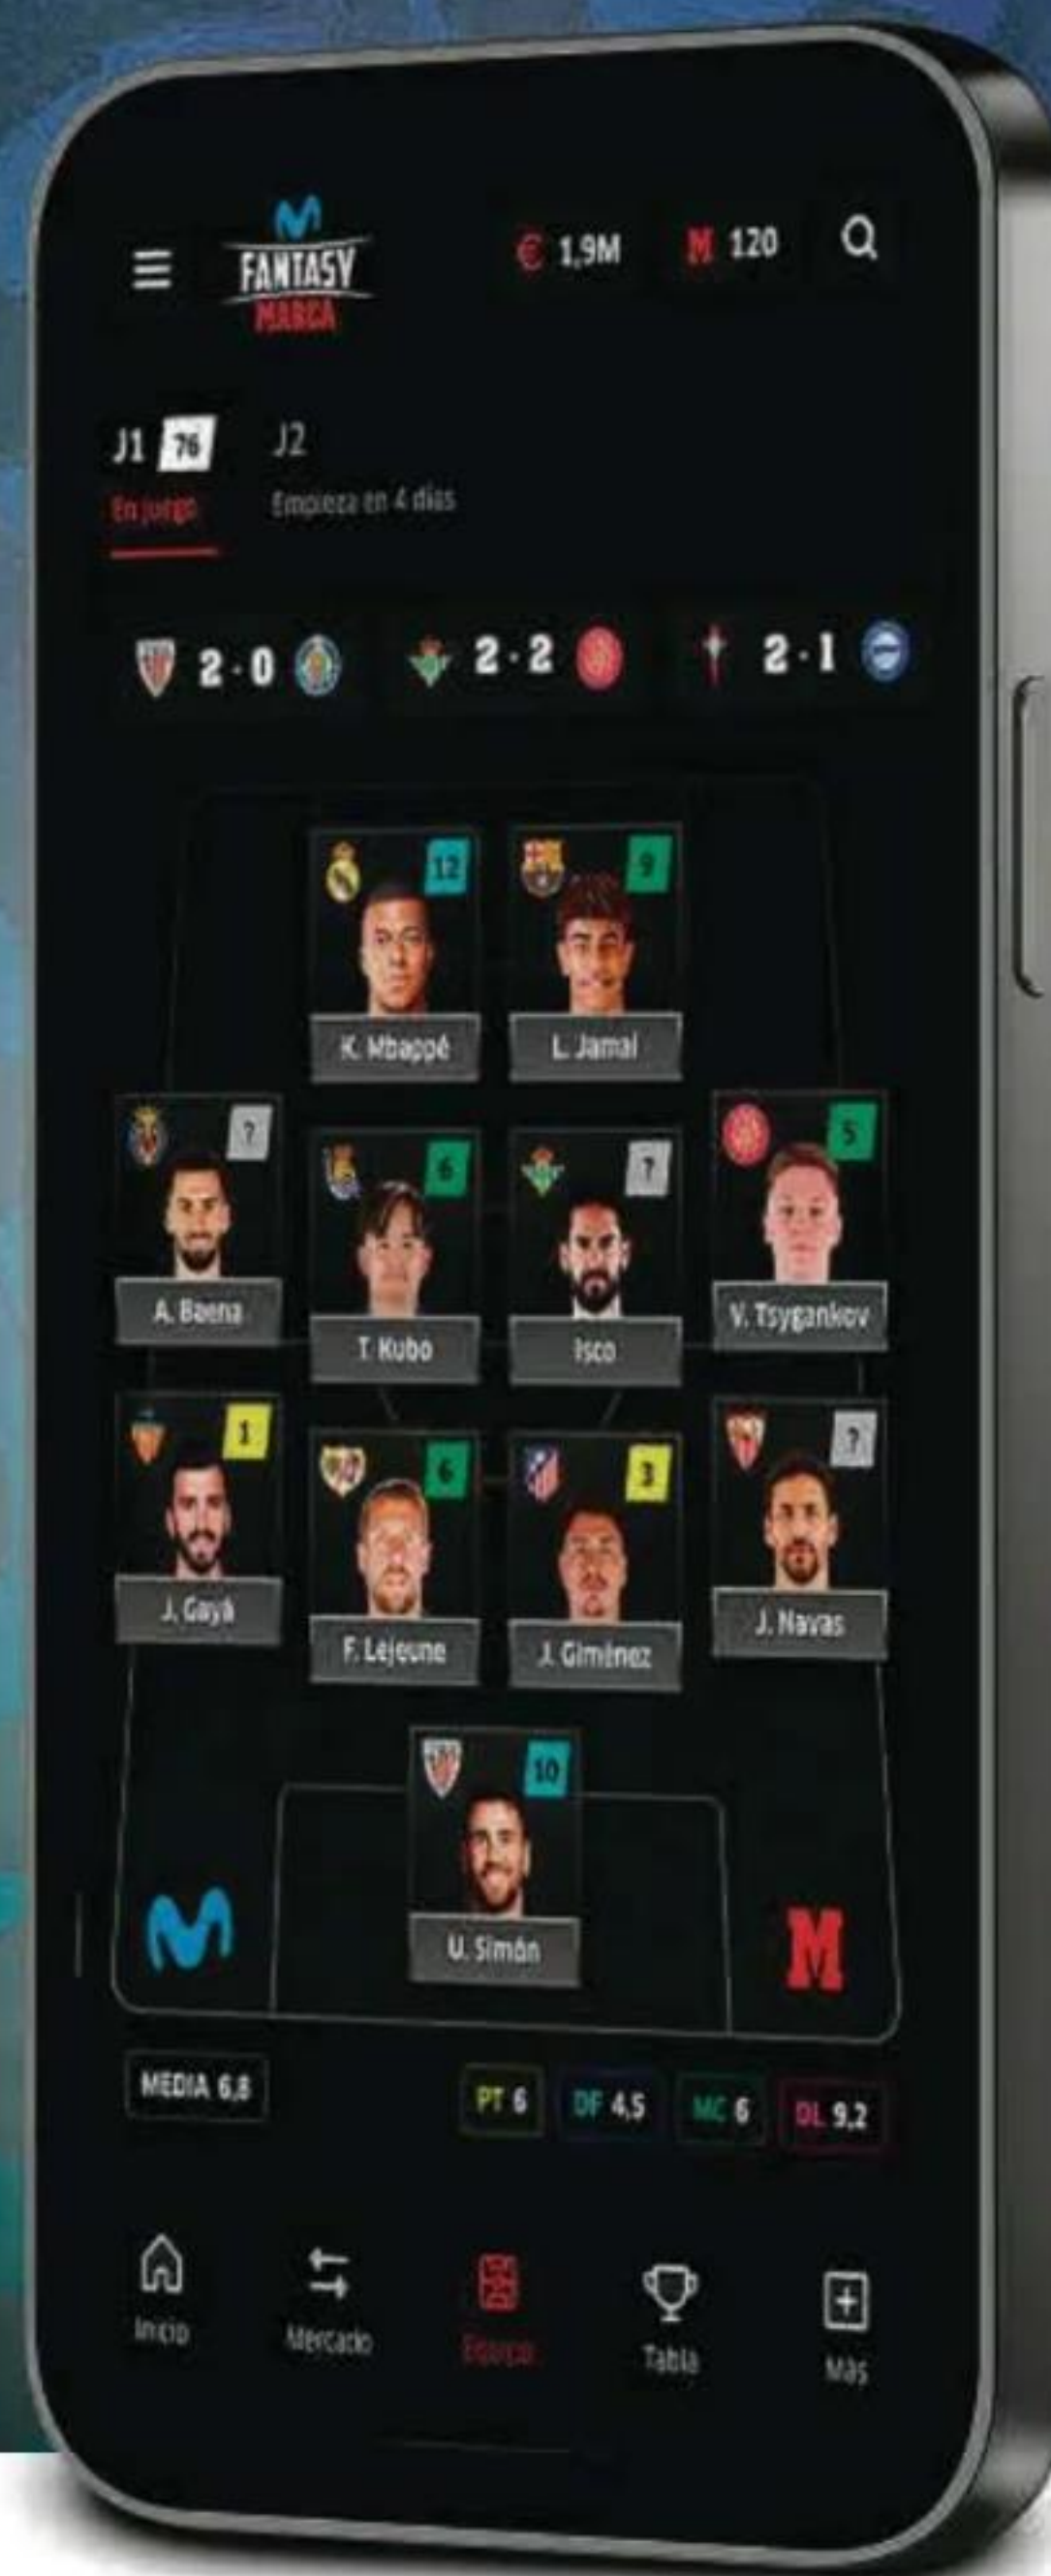 FANTASY
MARCA
€ 1,9M
M 120
J1 76
J2
En juego
Empieza en 4 días
2 · 0
2 · 2
2 · 1
12
9
K. Mbappé
L. Jamal
?
6
?
5
A. Baena
T. Kubo
Isco
V. Tsygankov
1
6
3
?
J. Gayá
F. Lejeune
J. Giménez
J. Navas
10
U. Simón
M
MEDIA 6,8
PT 6
DF 4,5
MC 6
DL 9,2
Inicio
Mercado
Equipo
Tabla
Más